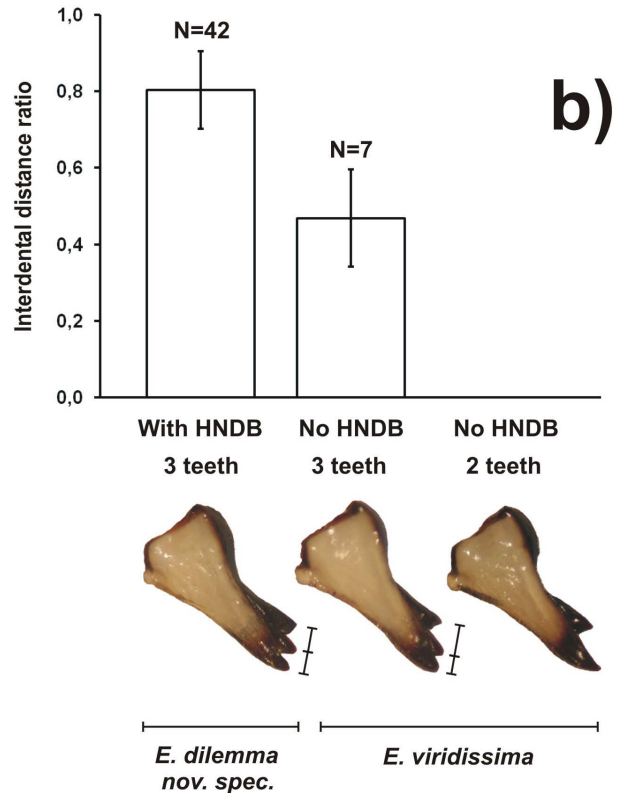 1,0
0,8
0,6
0,4
0,2
0,0
Interdental distance ratio
N=42
N=7
b)
With HNDB No HNDB No HNDB
3 teeth 3 teeth 2 teeth
E. dilemma E. viridissima
nov. spec.